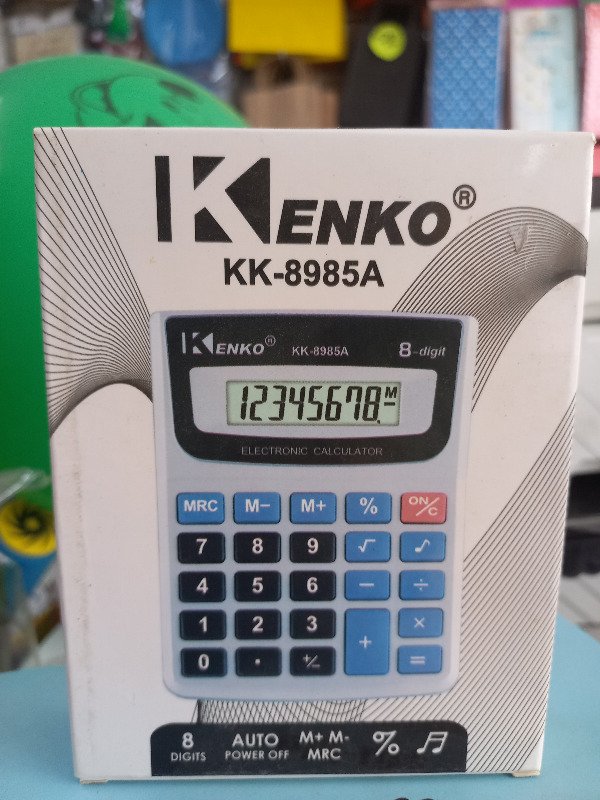 KENKO®
KK-8985A
KENKO® KK-8985A 8-digit
12345678. M-
ELECTRONIC CALCULATOR
MRC M- M+ % ON/C
7 8 9 √ ♪
4 5 6 - ÷
1 2 3 + ×
0 . +/- =
8 DIGITS
AUTO POWER OFF
M+ M- MRC
%